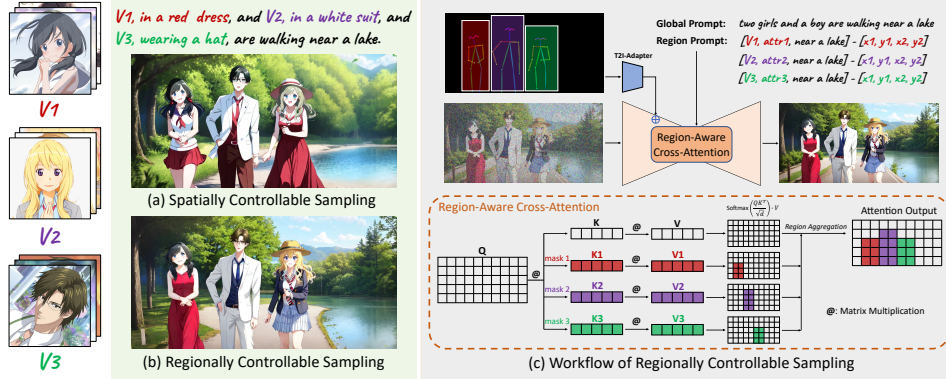 V1
V2
V3
V1, in a red dress, and V2, in a white suit, and
V3, wearing a hat, are walking near a lake.
(a) Spatially Controllable Sampling
(b) Regionally Controllable Sampling
T2I-Adapter
Global Prompt: two girls and a boy are walking near a lake
Region Prompt: [V1, attr1, near a lake] - [x1, y1, x2, y2]
[V2, attr2, near a lake] - [x1, y1, x2, y2]
[V3, attr3, near a lake] - [x1, y1, x2, y2]
Region-Aware
Cross-Attention
Region-Aware Cross-Attention
Q
@
K @ V
mask 1 K1 @ V1
mask 2 K2 @ V2
mask 3 K3 @ V3
Softmax(QKᵀ/√d) · V
Region Aggregation
Attention Output
@: Matrix Multiplication
(c) Workflow of Regionally Controllable Sampling